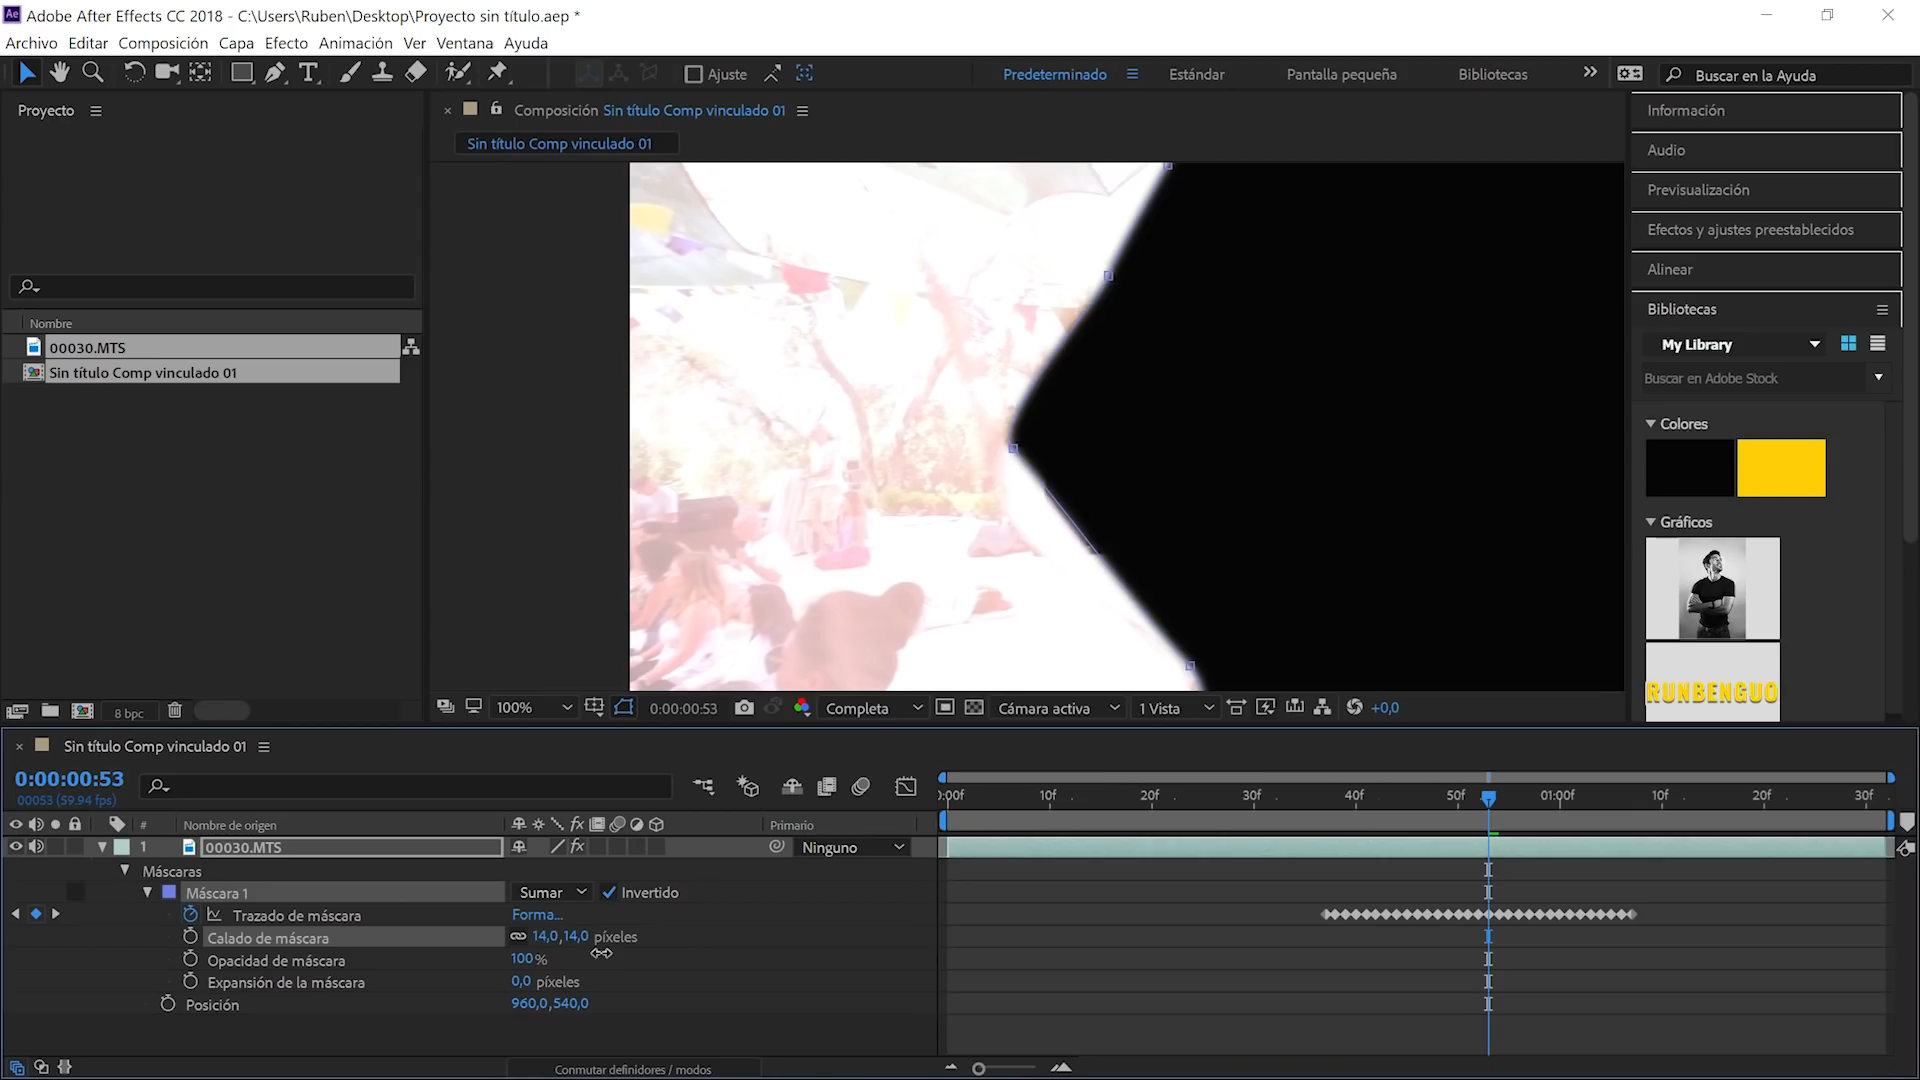 Adobe After Effects CC 2018 - C:\Users\Ruben\Desktop\Proyecto sin título.aep *
Archivo Editar Composición Capa Efecto Animación Ver Ventana Ayuda
Ajuste
Predeterminado
Estándar
Pantalla pequeña
Bibliotecas
Buscar en la Ayuda
Proyecto
Composición Sin título Comp vinculado 01
Sin título Comp vinculado 01
Nombre
00030.MTS
Sin título Comp vinculado 01
8 bpc
100%
0:00:00:53
Completa
Cámara activa
1 Vista
+0,0
Información
Audio
Previsualización
Efectos y ajustes preestablecidos
Alinear
Bibliotecas
My Library
Buscar en Adobe Stock
Colores
Gráficos
RUNBENGUO
Sin título Comp vinculado 01
0:00:00:53
00053 (59.94 fps)
:00f 10f 20f 30f 40f 50f 01:00f 10f 20f 30f
# Nombre de origen fx Primario
1 00030.MTS fx Ninguno
Máscaras
Máscara 1 Sumar Invertido
Trazado de máscara Forma...
Calado de máscara 14,0,14,0 píxeles
Opacidad de máscara 100%
Expansión de la máscara 0,0 píxeles
Posición 960,0,540,0
Conmutar definidores / modos